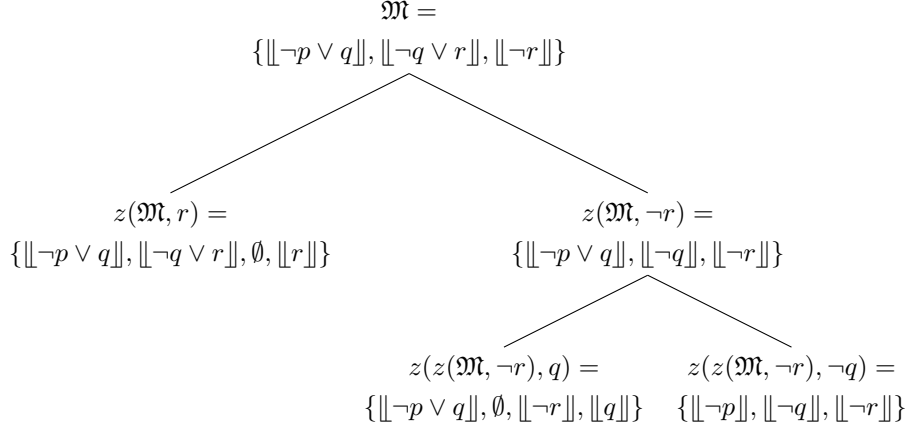 𝔐 =
{⟦¬p ∨ q⟧, ⟦¬q ∨ r⟧, ⟦¬r⟧}
z(𝔐, r) =
{⟦¬p ∨ q⟧, ⟦¬q ∨ r⟧, ∅, ⟦r⟧}
z(𝔐, ¬r) =
{⟦¬p ∨ q⟧, ⟦¬q⟧, ⟦¬r⟧}
z(z(𝔐, ¬r), q) =
{⟦¬p ∨ q⟧, ∅, ⟦¬r⟧, ⟦q⟧}
z(z(𝔐, ¬r), ¬q) =
{⟦¬p⟧, ⟦¬q⟧, ⟦¬r⟧}